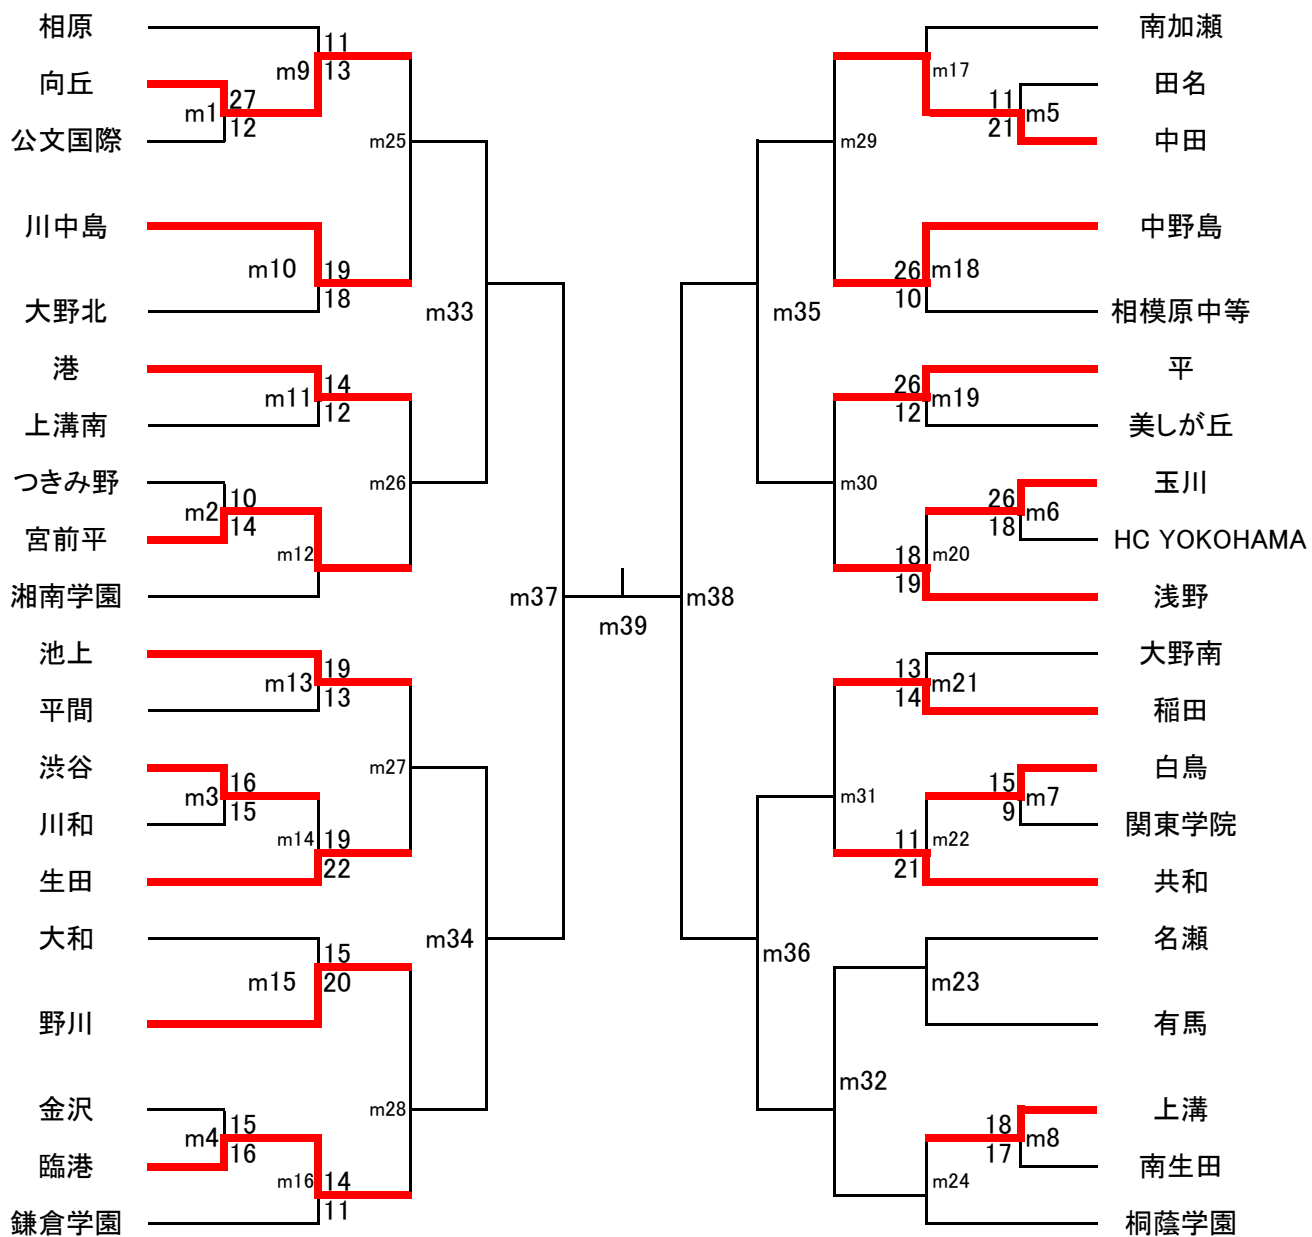 相原
11
m9
13
向丘
m1
27
12
公文国際
m25
川中島
m10
19
18
大野北
m33
港
14
m11
12
上溝南
つきみ野
m26
10
m2
14
宮前平
m12
湘南学園
m37
池上
19
m13
13
平間
渋谷
m27
16
m3
15
川和
m14
19
22
生田
大和
m34
15
m15
20
野川
金沢
m28
15
m4
16
臨港
m16
14
11
鎌倉学園
m39
南加瀬
m17
田名
11
m5
21
中田
m29
中野島
26
m18
10
相模原中等
m35
平
26
m19
12
美しが丘
玉川
m30
26
m6
18
HC YOKOHAMA
18
m20
19
浅野
m38
大野南
13
m21
14
稲田
白鳥
15
m7
m31
9
関東学院
11
m22
21
共和
名瀬
m36
m23
有馬
m32
上溝
18
m8
17
南生田
m24
桐蔭学園